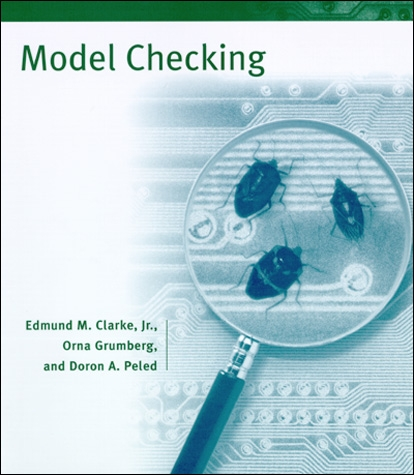 Model Checking
Edmund M. Clarke, Jr.,
Orna Grumberg,
and Doron A. Peled